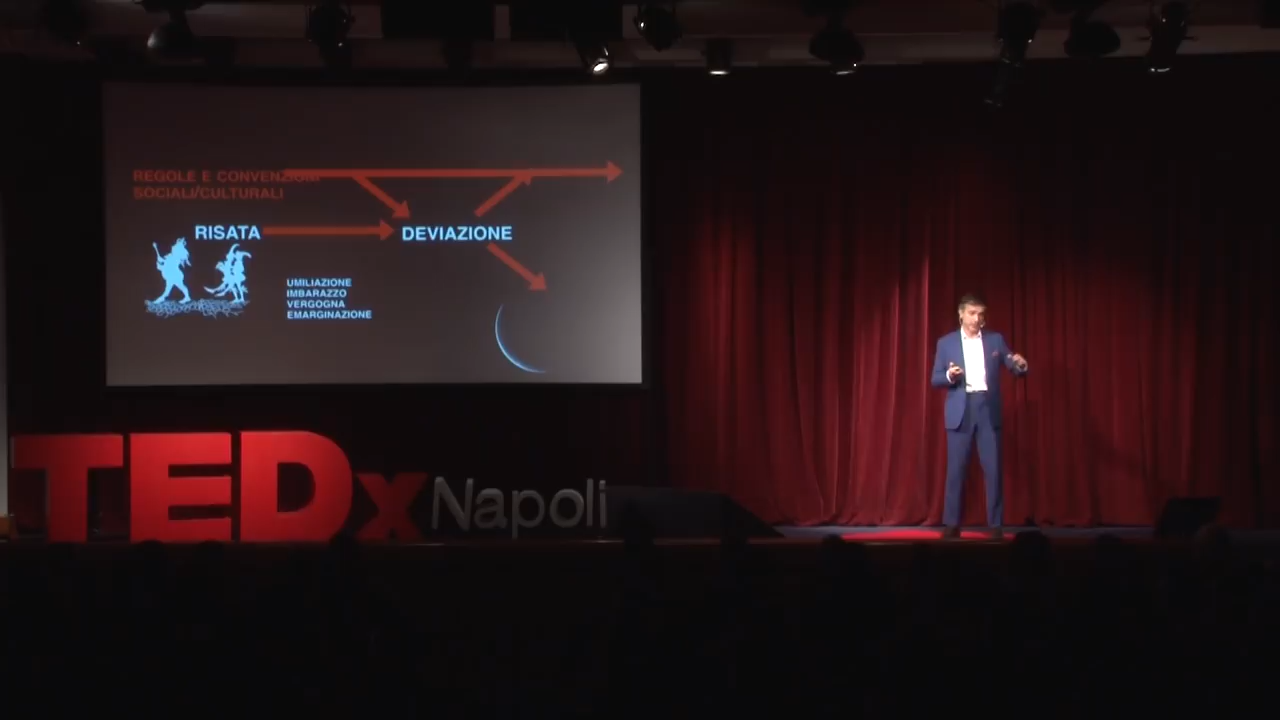 REGOLE E CONVENZIONI
SOCIALI/CULTURALI
RISATA
DEVIAZIONE
UMILIAZIONE
IMBARAZZO
VERGOGNA
EMARGINAZIONE
TEDx Napoli